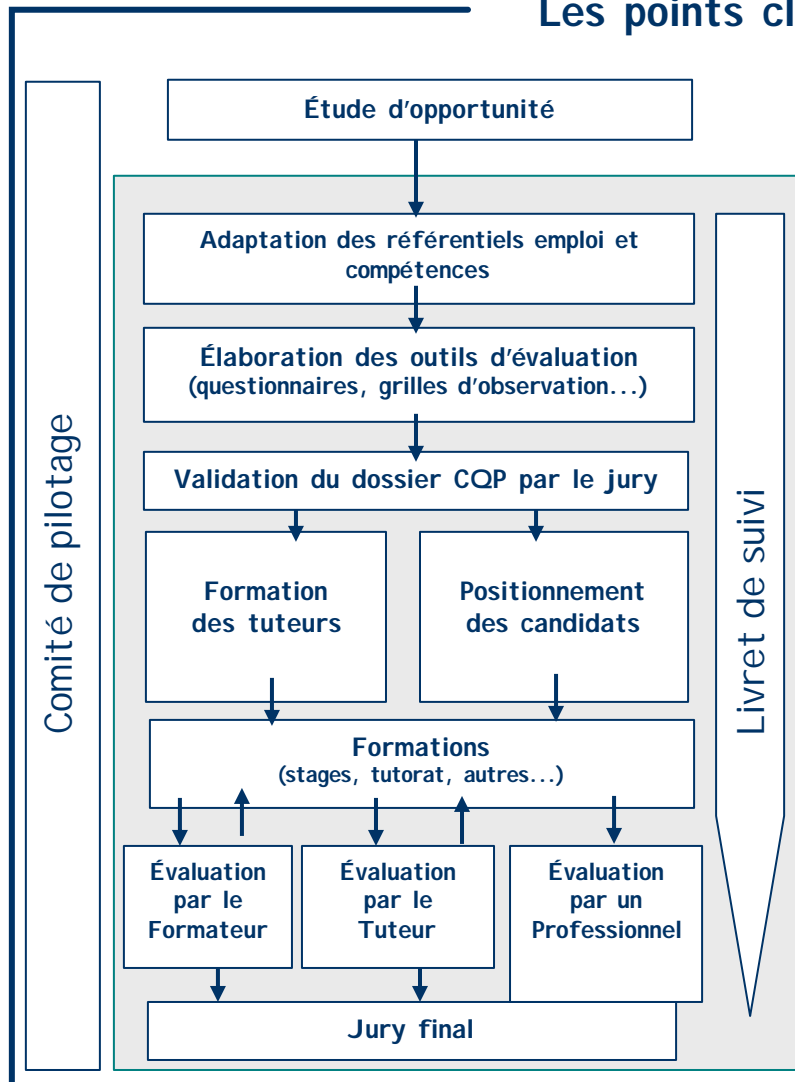 Les points cl
Étude d'opportunité
Adaptation des référentiels emploi et
compétences
Élaboration des outils d'évaluation
(questionnaires, grilles d'observation...)
Validation du dossier CQP par le jury
Formation
des tuteurs
Positionnement
des candidats
Formations
(stages, tutorat, autres...)
Évaluation
par le
Formateur
Évaluation
par le
Tuteur
Évaluation
par un
Professionnel
Jury final
Comité de pilotage
Livret de suivi